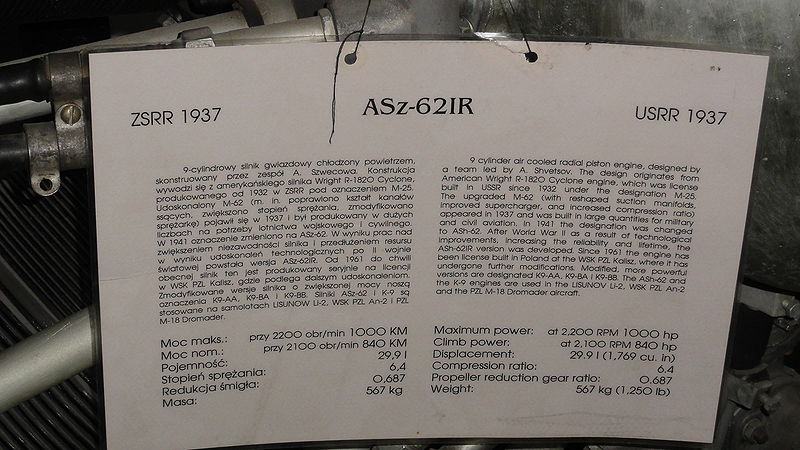 ZSRR 1937
ASz-62IR
USRR 1937
9-cylindrowy silnik gwiazdowy chłodzony powietrzem,
skonstruowany przez zespół A. Szwecowa. Konstrukcja
wywodzi się z amerykańskiego silnika Wright R-1820 Cyclone,
produkowanego od 1932 w ZSRR pod oznaczeniem M-25.
Udoskonalony M-62 (m. in. poprawiono kształt kanałów
ssących, zwiększono stopień sprężania, zmodyfikowano
sprężarkę) pojawił się w 1937 i był produkowany w dużych
liczbach na potrzeby lotnictwa wojskowego i cywilnego.
W 1941 oznaczenie zmieniono na ASz-62. W wyniku prac nad
zwiększeniem niezawodności silnika i przedłużeniem resursu
w wyniku udoskonaleń technologicznych po II wojnie
światowej powstała wersja ASz-62IR. Od 1961 do chwili
obecnej silnik ten jest produkowany seryjnie na licencji
w WSK PZL Kalisz, gdzie podlega dalszym udoskonaleniom.
Zmodyfikowane wersje silnika o zwiększonej mocy noszą
oznaczenia K9-AA, K9-BA i K9-BB. Silniki ASz-62 i K-9 są
stosowane na samolotach LISUNOW Li-2, WSK PZL An-2 i PZL
M-18 Dromader.
Moc maks.: przy 2200 obr/min 1000 KM
Moc nom.: przy 2100 obr/min 840 KM
Pojemność: 29,9 l
Stopień sprężania: 6,4
Redukcja śmigła: 0,687
Masa: 567 kg
9 cylinder air cooled radial piston engine, designed by
a team led by A. Shvetsov. The design originates from
American Wright R-1820 Cyclone engine, which was license
built in USSR since 1932 under the designation M-25.
The upgraded M-62 (with reshaped suction manifolds,
improved supercharger, and increased compression ratio)
appeared in 1937 and was built in large quantities for military
and civil aviation. In 1941 the designation was changed
to ASh-62. After World War II as a result of technological
improvements, increasing the reliability and lifetime, the
ASh-62IR version was developed. Since 1961 the engine has
been license built in Poland at the WSK PZL Kalisz, where it has
undergone further modifications. Modified, more powerful
versions are designated K9-AA, K9-BA i K9-BB. The ASh-62 and
the K-9 engines are used in the LISUNOV Li-2, WSK PZL An-2
and the PZL M-18 Dromader aircraft.
Maximum power: at 2,200 RPM 1000 hp
Climb power: at 2,100 RPM 840 hp
Displacement: 29.9 l (1,769 cu. in)
Compression ratio: 6.4
Propeller reduction gear ratio: 0.687
Weight: 567 kg (1,250 lb)